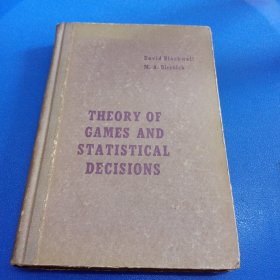 David Blackwell
M. A. Girshick
THEORY OF
GAMES AND
STATISTICAL
DECISIONS